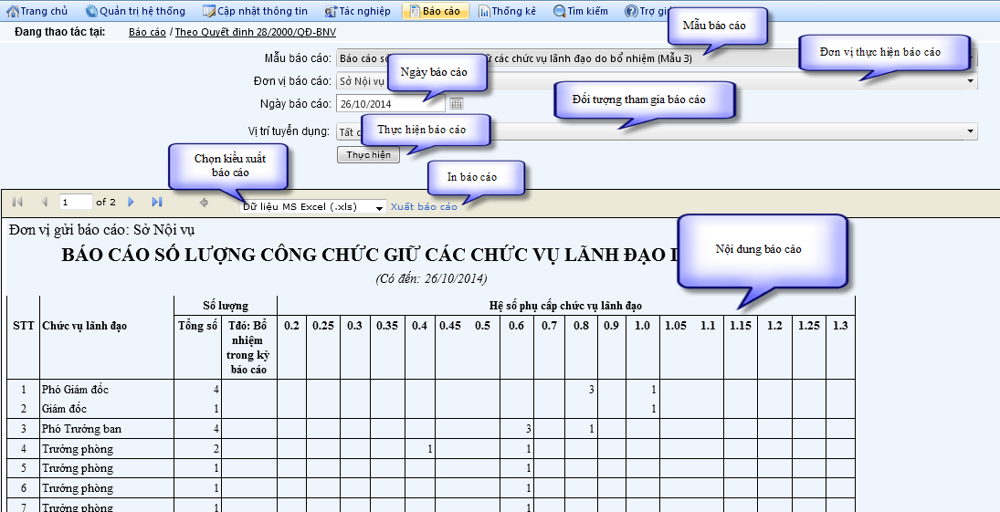 Trang chủ Quản trị hệ thống Cập nhật thông tin Tác nghiệp Báo cáo Thống kê Tìm kiếm Trợ
Mẫu báo cáo
Đang thao tác tại: Báo cáo / Theo Quyết định 28/2000/QĐ-BNV
Đơn vị thực hiện báo cáo
Mẫu báo cáo: Báo cáo các chức vụ lãnh đạo do bổ nhiệm (Mẫu 3)
Ngày báo cáo
Đơn vị báo cáo: Sở Nội vụ
Đối tượng tham gia báo cáo
Ngày báo cáo: 26/10/2014
Thực hiện báo cáo
Vị trí tuyển dụng:
Thực hiện
Chọn kiểu xuất
báo cáo
In báo cáo
1 of 2 Dữ liệu MS Excel (.xls) Xuất báo cáo
Đơn vị gửi báo cáo: Sở Nội vụ
Nội dung báo cáo
BÁO CÁO SỐ LƯỢNG CÔNG CHỨC GIỮ CÁC CHỨC VỤ LÃNH ĐẠO
(Có đến: 26/10/2014)
Số lượng Hệ số phụ cấp chức vụ lãnh đạo
STT Chức vụ lãnh đạo Tổng số Tđó: Bổ 0.2 0.25 0.3 0.35 0.4 0.45 0.5 0.6 0.7 0.8 0.9 1.0 1.05 1.1 1.15 1.2 1.25 1.3
nhiệm
trong kỳ
báo cáo
1 Phó Giám đốc 4 3 1
2 Giám đốc 1 1
3 Phó Trưởng ban 4 3 1
4 Trưởng phòng 2 1 1
5 Trưởng phòng 1 1
6 Trưởng phòng 1 1
7 Trưởng phòng 1 1